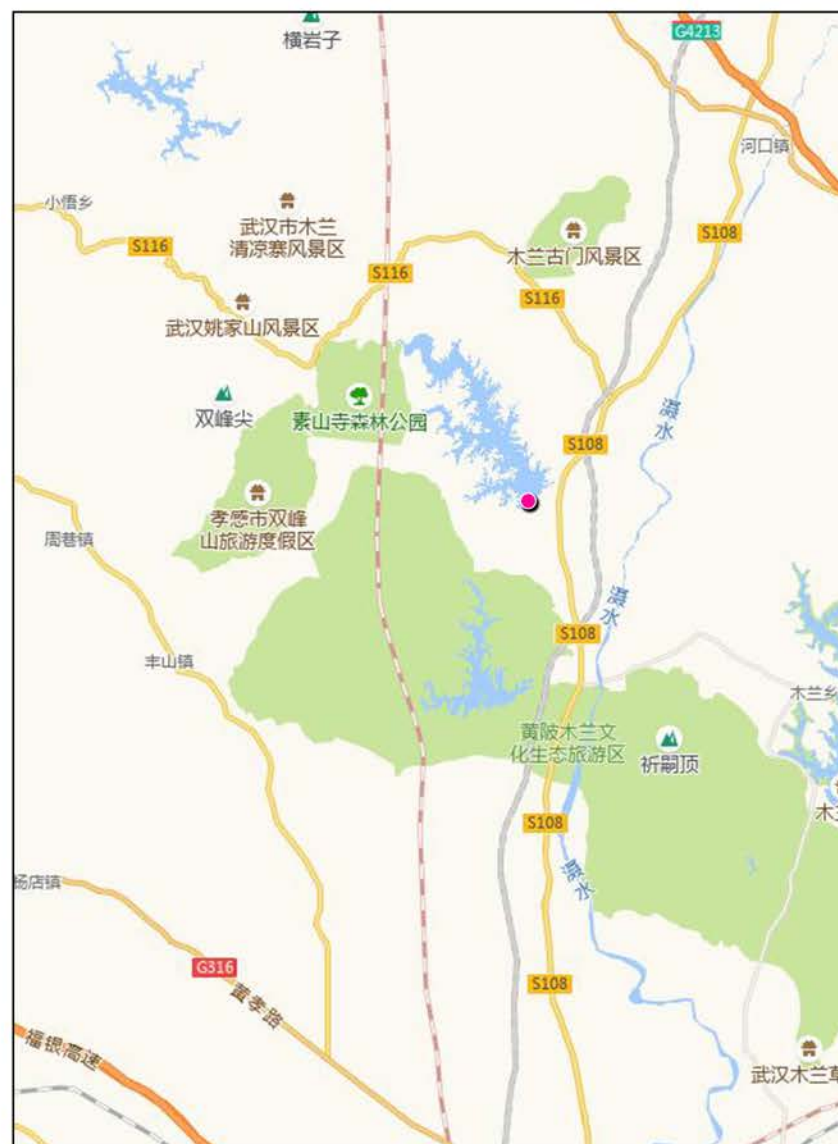 G4213
横岩子
河口镇
小悟乡
武汉市木兰
清凉寨风景区
木兰古门风景区
S108
S116
S116
S116
武汉姚家山风景区
双峰尖
素山寺森林公园
滠水
S108
孝感市双峰
山旅游度假区
周巷镇
滠水
S108
丰山镇
木兰乡
黄陂木兰文
化生态旅游区
祈嗣顶
S108
滠水
杨店镇
G316
S108
黄孝路
福银高速
武汉木兰草